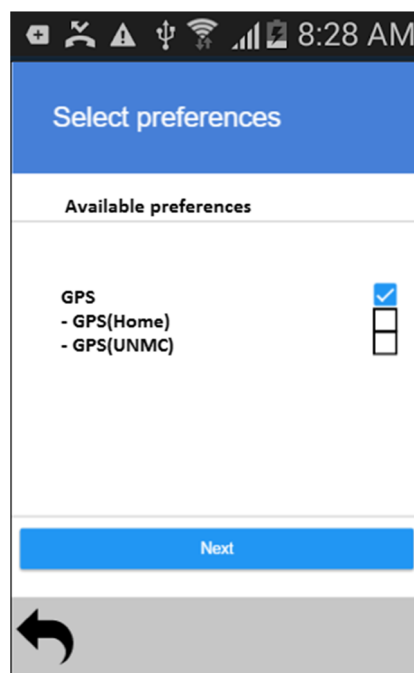 8:28 AM
Select preferences
Available preferences
GPS
- GPS(Home)
- GPS(UNMC)
Next